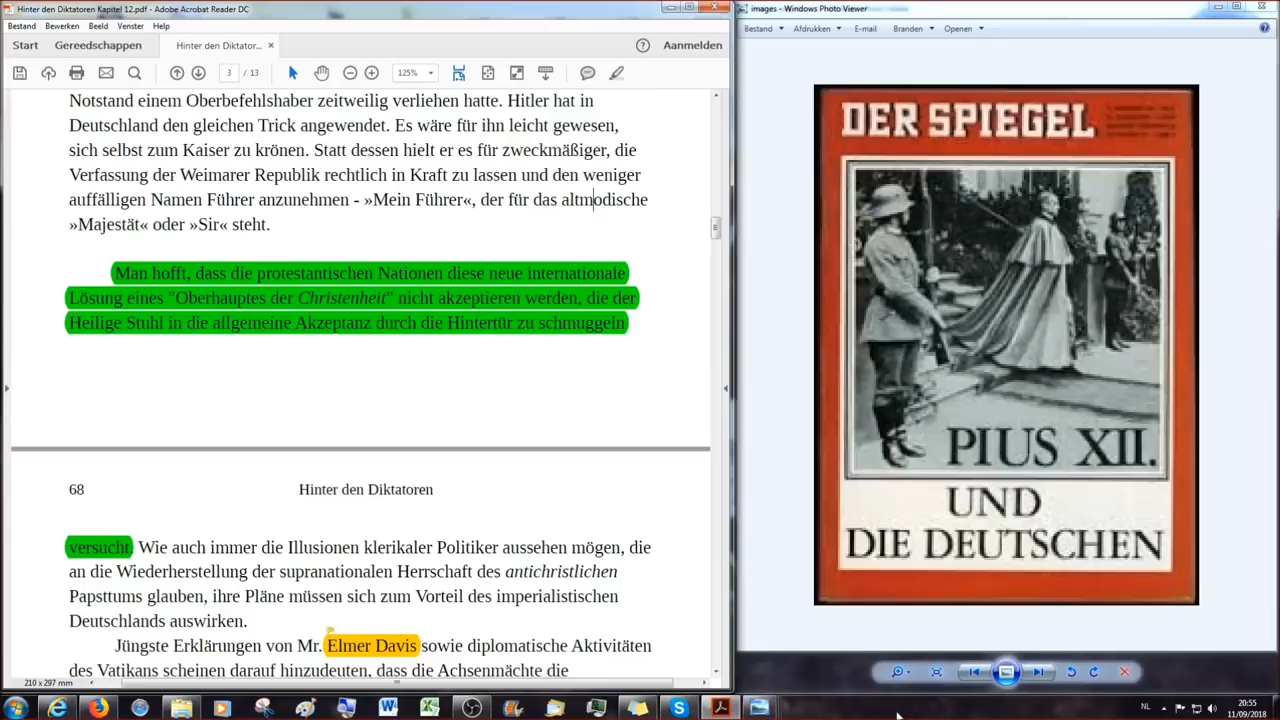 Hinter den Diktatoren Kapitel 12.pdf - Adobe Acrobat Reader DC
Bestand Bewerken Beeld Venster Help
Start Gereedschappen Hinter den Diktator... × Aanmelden
3 / 13 125%
Notstand einem Oberbefehlshaber zeitweilig verliehen hatte. Hitler hat in
Deutschland den gleichen Trick angewendet. Es wäre für ihn leicht gewesen,
sich selbst zum Kaiser zu krönen. Statt dessen hielt er es für zweckmäßiger, die
Verfassung der Weimarer Republik rechtlich in Kraft zu lassen und den weniger
auffälligen Namen Führer anzunehmen - »Mein Führer«, der für das altmodische
»Majestät« oder »Sir« steht.
Man hofft, dass die protestantischen Nationen diese neue internationale
Lösung eines "Oberhauptes der Christenheit" nicht akzeptieren werden, die der
Heilige Stuhl in die allgemeine Akzeptanz durch die Hintertür zu schmuggeln
68 Hinter den Diktatoren
versucht. Wie auch immer die Illusionen klerikaler Politiker aussehen mögen, die
an die Wiederherstellung der supranationalen Herrschaft des antichristlichen
Papsttums glauben, ihre Pläne müssen sich zum Vorteil des imperialistischen
Deutschlands auswirken.
Jüngste Erklärungen von Mr. Elmer Davis sowie diplomatische Aktivitäten
des Vatikans scheinen darauf hinzudeuten, dass die Achsenmächte die
210 x 297 mm
images - Windows Photo Viewer
Bestand Afdrukken E-mail Branden Openen
DER SPIEGEL
PIUS XII.
UND
DIE DEUTSCHEN
NL
20:55
11/09/2018